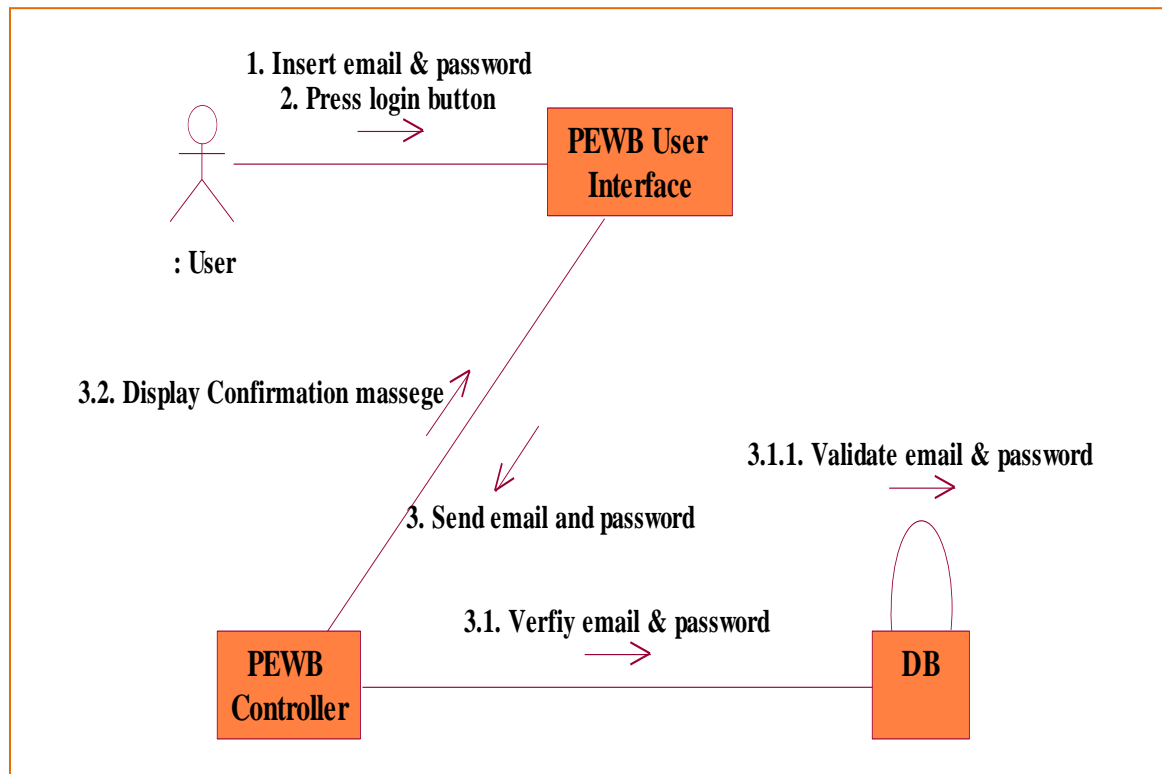 1. Insert email & password
2. Press login button
PEWB User
Interface
: User
3.2. Display Confirmation massege
3.1.1. Validate email & password
3. Send email and password
3.1. Verfiy email & password
PEWB
Controller
DB